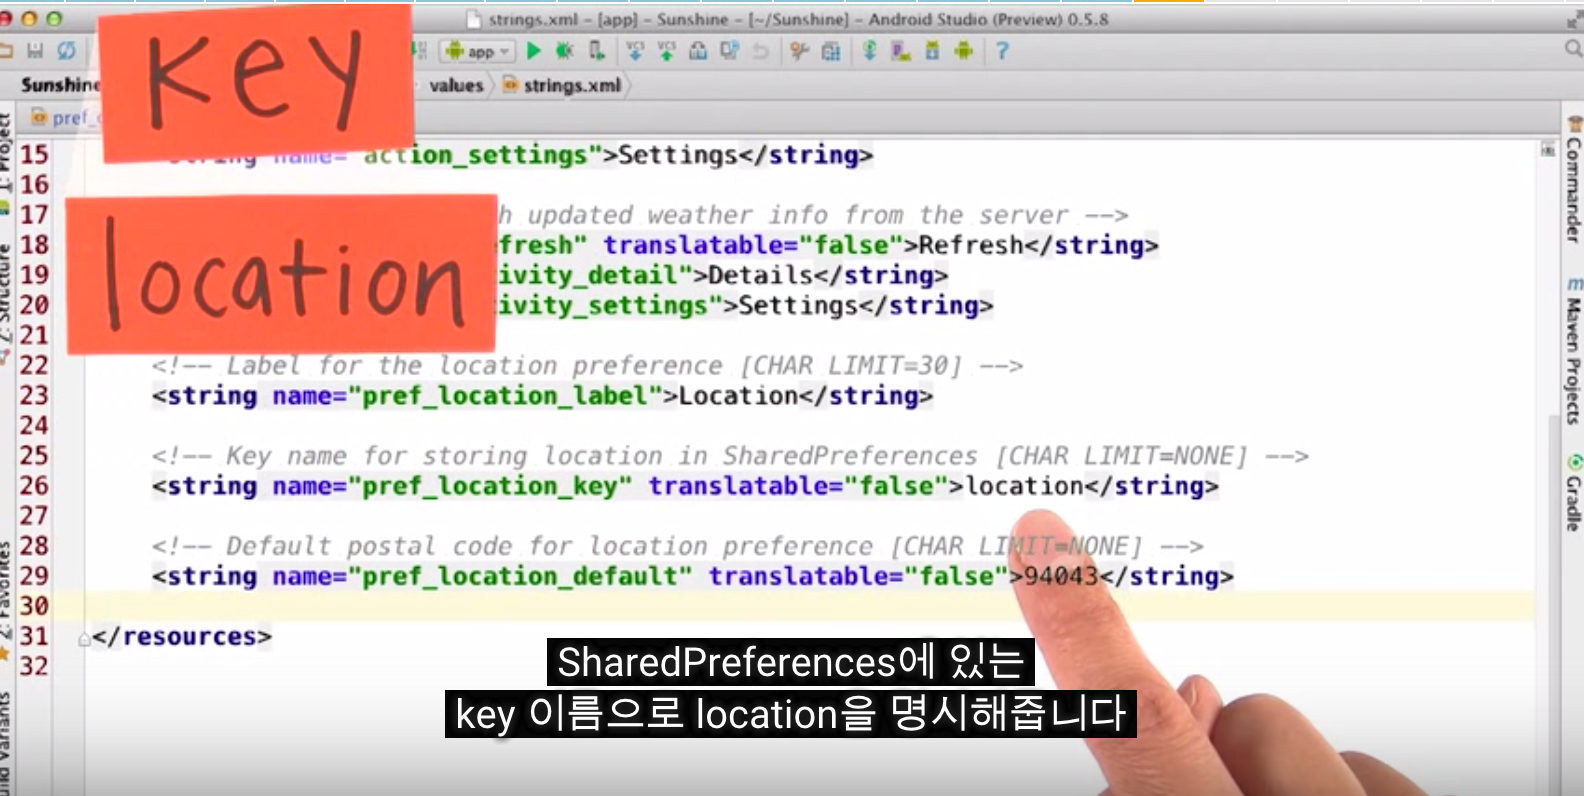 strings.xml - [app] - Sunshine - [~/Sunshine] - Android Studio (Preview) 0.5.8
app
?
Sunshine
values
strings.xml
pref_
key
location
15 string name="action_settings">Settings</string>
16
17 h updated weather info from the server -->
18 efresh" translatable="false">Refresh</string>
19 ivity_detail">Details</string>
20 ivity_settings">Settings</string>
21
22 <!-- Label for the location preference [CHAR LIMIT=30] -->
23 <string name="pref_location_label">Location</string>
24
25 <!-- Key name for storing location in SharedPreferences [CHAR LIMIT=NONE] -->
26 <string name="pref_location_key" translatable="false">location</string>
27
28 <!-- Default postal code for location preference [CHAR LIMIT=NONE] -->
29 <string name="pref_location_default" translatable="false">94043</string>
30
31 </resources>
32
SharedPreferences에 있는
key 이름으로 location을 명시해줍니다
1: Project
Z: Structure
2: Favorites
Build Variants
Commander
m Maven Projects
Gradle